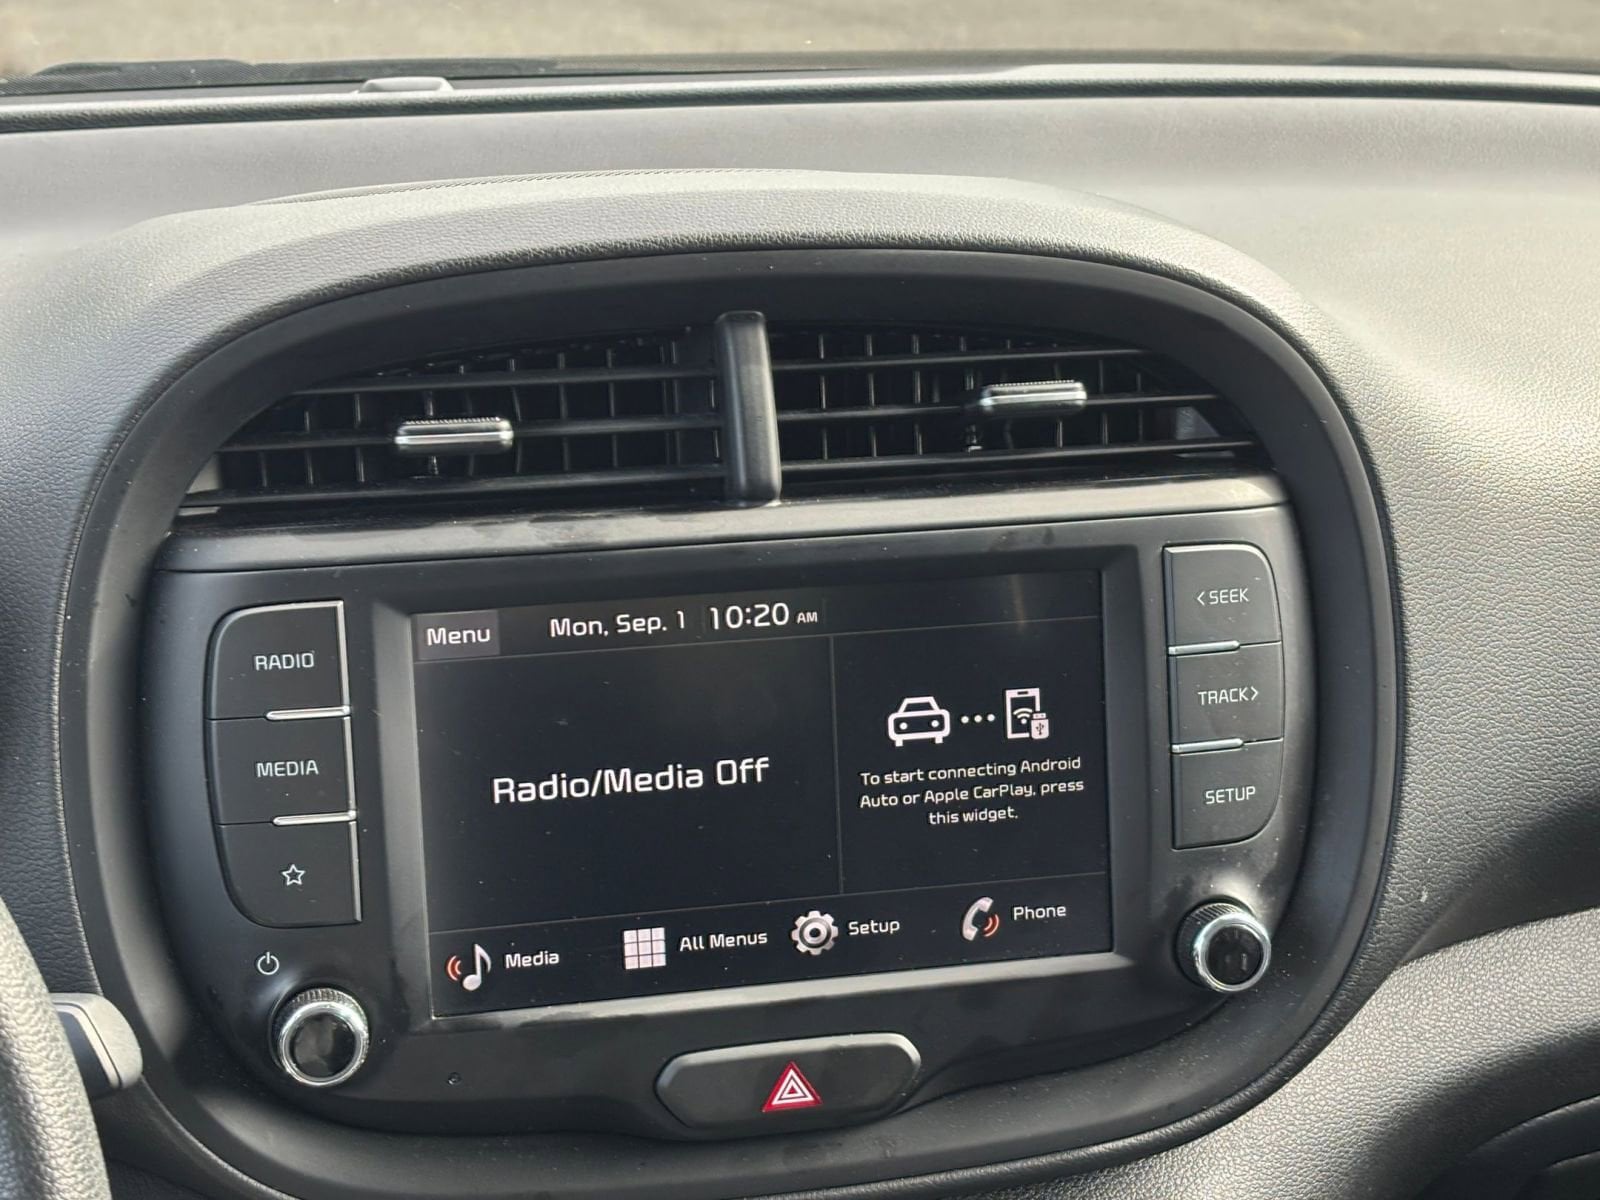 Menu
Mon, Sep. 1 10:20 AM
RADIO
MEDIA
Radio/Media Off
To start connecting Android
Auto or Apple CarPlay, press
this widget.
Media
All Menus
Setup
Phone
< SEEK
TRACK >
SETUP